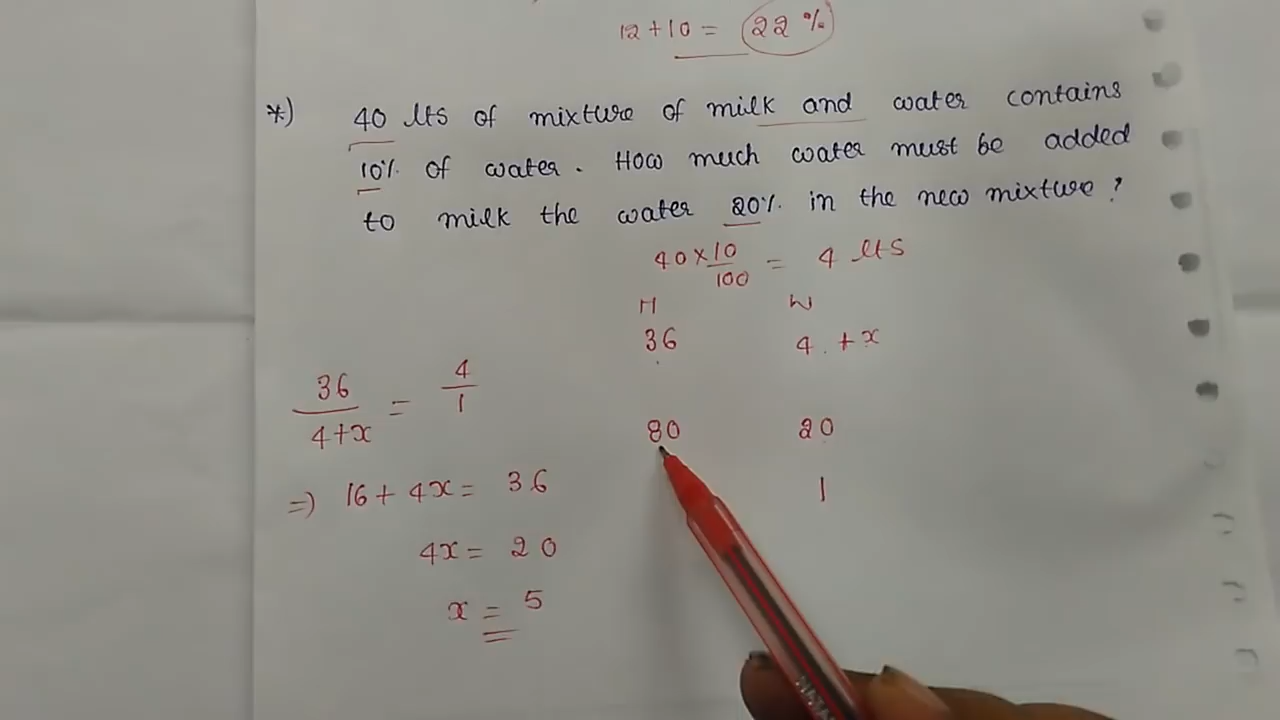 12 + 10 = 22 %
*) 40 lts of mixture of milk and water contains
10% of water. How much water must be added
to milk the water 20% in the new mixture?
40 × 10/100 = 4 lts
M W
36 4 + x
36/4+x = 4/1
80 20
=) 16 + 4x = 36
1
4x = 20
x = 5